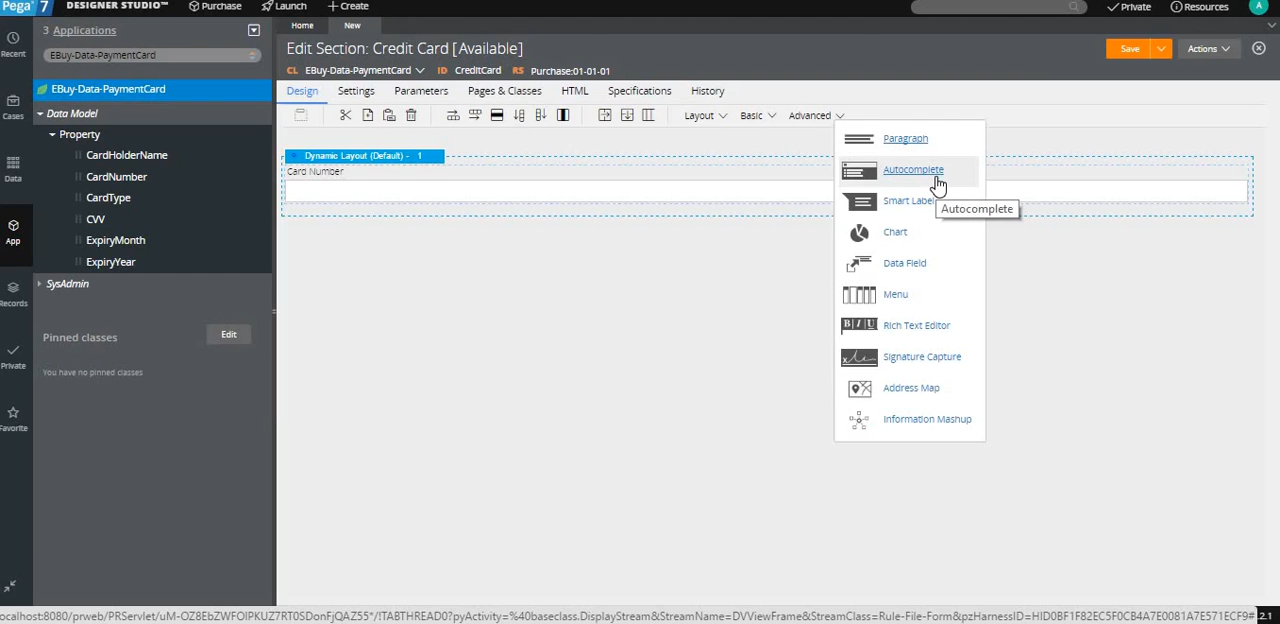 Pega 7 DESIGNER STUDIO™ Purchase Launch + Create Private Resources A
3 Applications
EBuy-Data-PaymentCard
EBuy-Data-PaymentCard
Data Model
Property
CardHolderName
CardNumber
CardType
CVV
ExpiryMonth
ExpiryYear
SysAdmin
Pinned classes Edit
You have no pinned classes
Recent
Cases
Data
App
Records
Private
Favorite
Home New
Edit Section: Credit Card [Available] Save Actions
CL EBuy-Data-PaymentCard ID CreditCard RS Purchase:01-01-01
Design Settings Parameters Pages & Classes HTML Specifications History
Layout Basic Advanced
Dynamic Layout (Default) - 1
Card Number
Paragraph
Autocomplete
Smart Label
Autocomplete
Chart
Data Field
Menu
B I U Rich Text Editor
Signature Capture
Address Map
Information Mashup
2.1